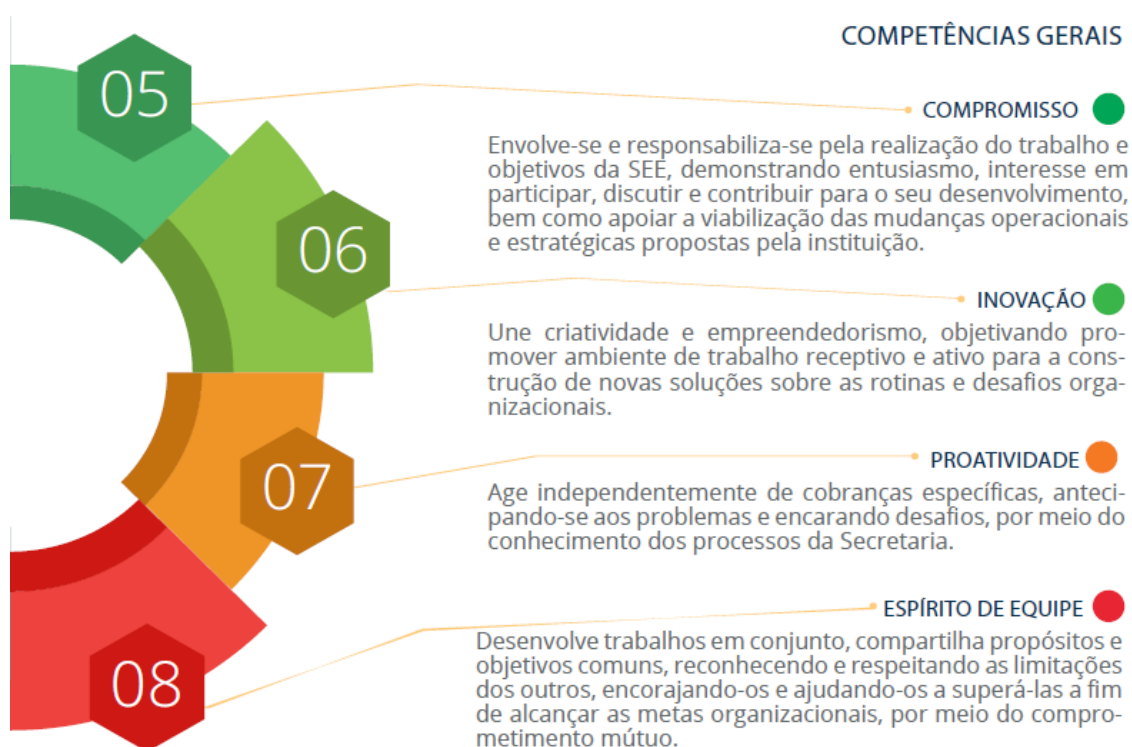 COMPETÊNCIAS GERAIS
05
COMPROMISSO
Envolve-se e responsabiliza-se pela realização do trabalho e
objetivos da SEE, demonstrando entusiasmo, interesse em
participar, discutir e contribuir para o seu desenvolvimento,
bem como apoiar a viabilização das mudanças operacionais
e estratégicas propostas pela instituição.
06
INOVAÇÃO
Une criatividade e empreendedorismo, objetivando pro-
mover ambiente de trabalho receptivo e ativo para a cons-
trução de novas soluções sobre as rotinas e desafios orga-
nizacionais.
07
PROATIVIDADE
Age independentemente de cobranças específicas, anteci-
pando-se aos problemas e encarando desafios, por meio do
conhecimento dos processos da Secretaria.
08
ESPÍRITO DE EQUIPE
Desenvolve trabalhos em conjunto, compartilha propósitos e
objetivos comuns, reconhecendo e respeitando as limitações
dos outros, encorajando-os e ajudando-os a superá-las a fim
de alcançar as metas organizacionais, por meio do compro-
metimento mútuo.